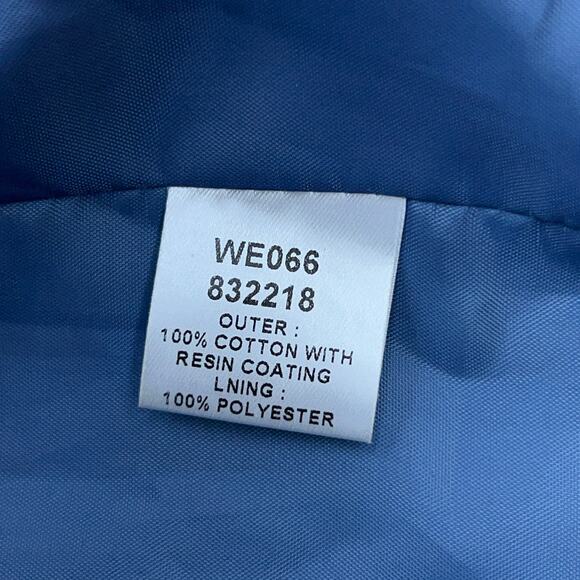 WE066
832218
OUTER :
100% COTTON WITH
RESIN COATING
LNING :
100% POLYESTER